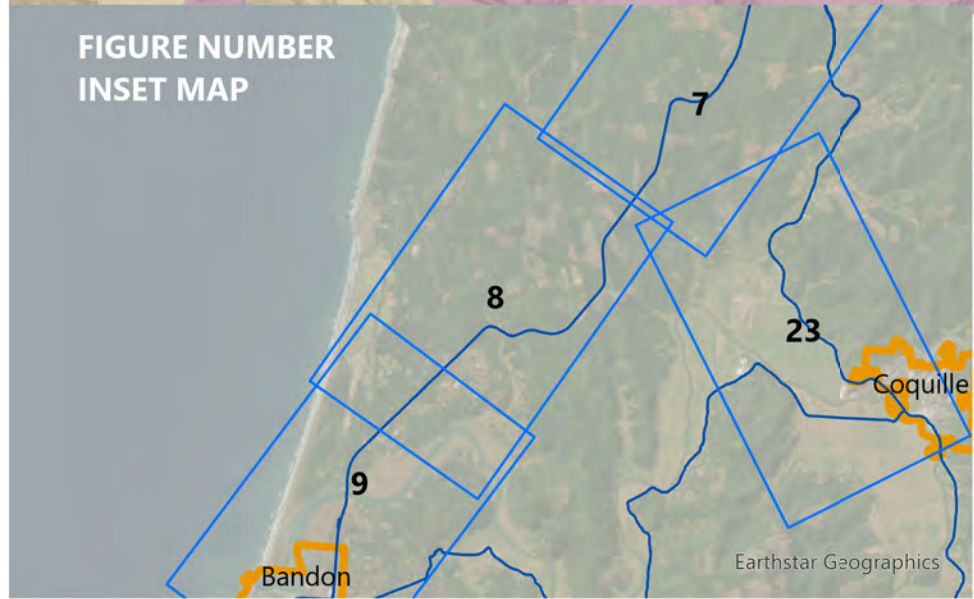 FIGURE NUMBER
INSET MAP
7
8
23
Coquille
9
Earthstar Geographics
Bandon